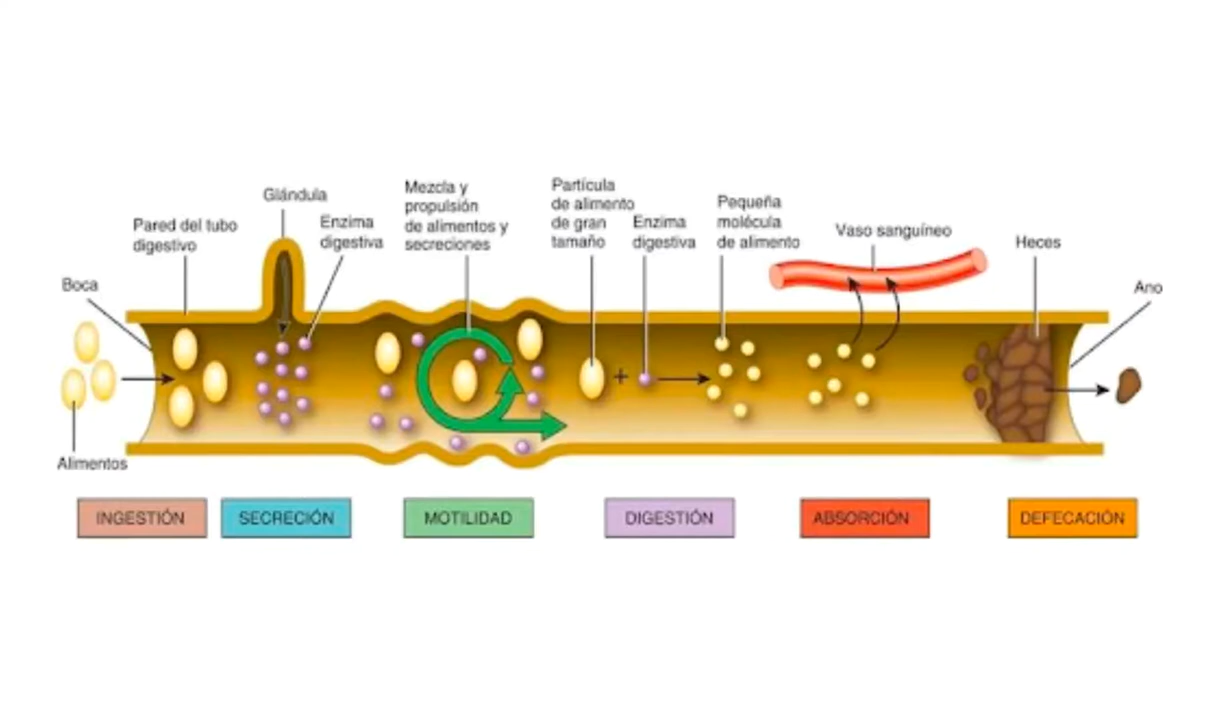 Glándula
Mezcla y
propulsión
de alimentos y
secreciones
Partícula
de alimento
de gran
tamaño
Pequeña
molécula
de alimento
Pared del tubo
digestivo
Enzima
digestiva
Enzima
digestiva
Vaso sanguíneo
Heces
Boca
Ano
Alimentos
INGESTIÓN
SECRECIÓN
MOTILIDAD
DIGESTIÓN
ABSORCIÓN
DEFECACIÓN